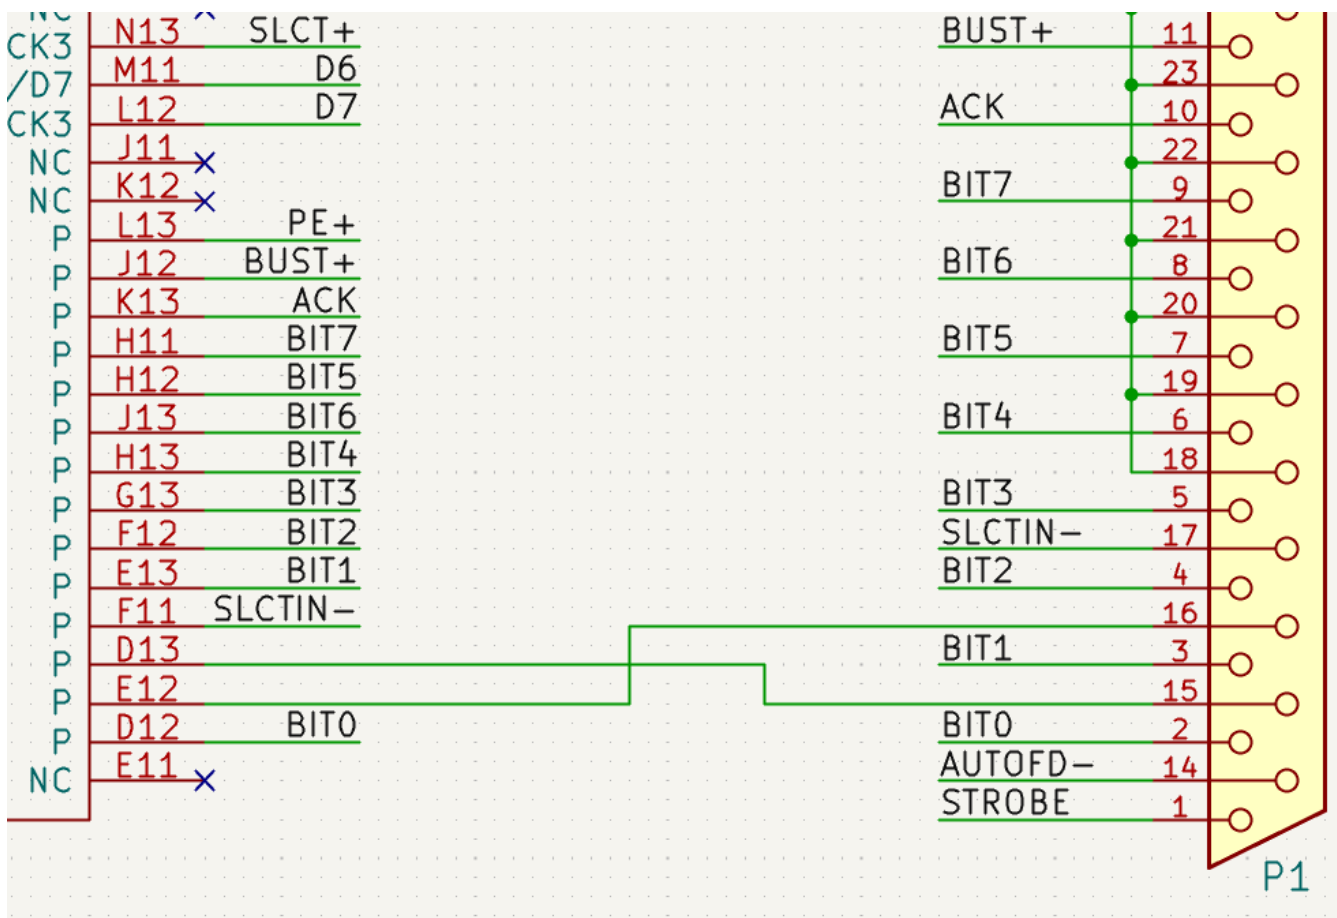 NC
CK3 N13 SLCT+
/D7 M11 D6
CK3 L12 D7
NC J11
NC K12
P L13 PE+
P J12 BUST+
P K13 ACK
P H11 BIT7
P H12 BIT5
P J13 BIT6
P H13 BIT4
P G13 BIT3
P F12 BIT2
P E13 BIT1
P F11 SLCTIN-
P D13
P E12
P D12 BIT0
NC E11
BUST+ 11
23
ACK 10
22
BIT7 9
21
BIT6 8
20
BIT5 7
19
BIT4 6
18
BIT3 5
SLCTIN- 17
BIT2 4
16
BIT1 3
15
BIT0 2
AUTOFD- 14
STROBE 1
P1